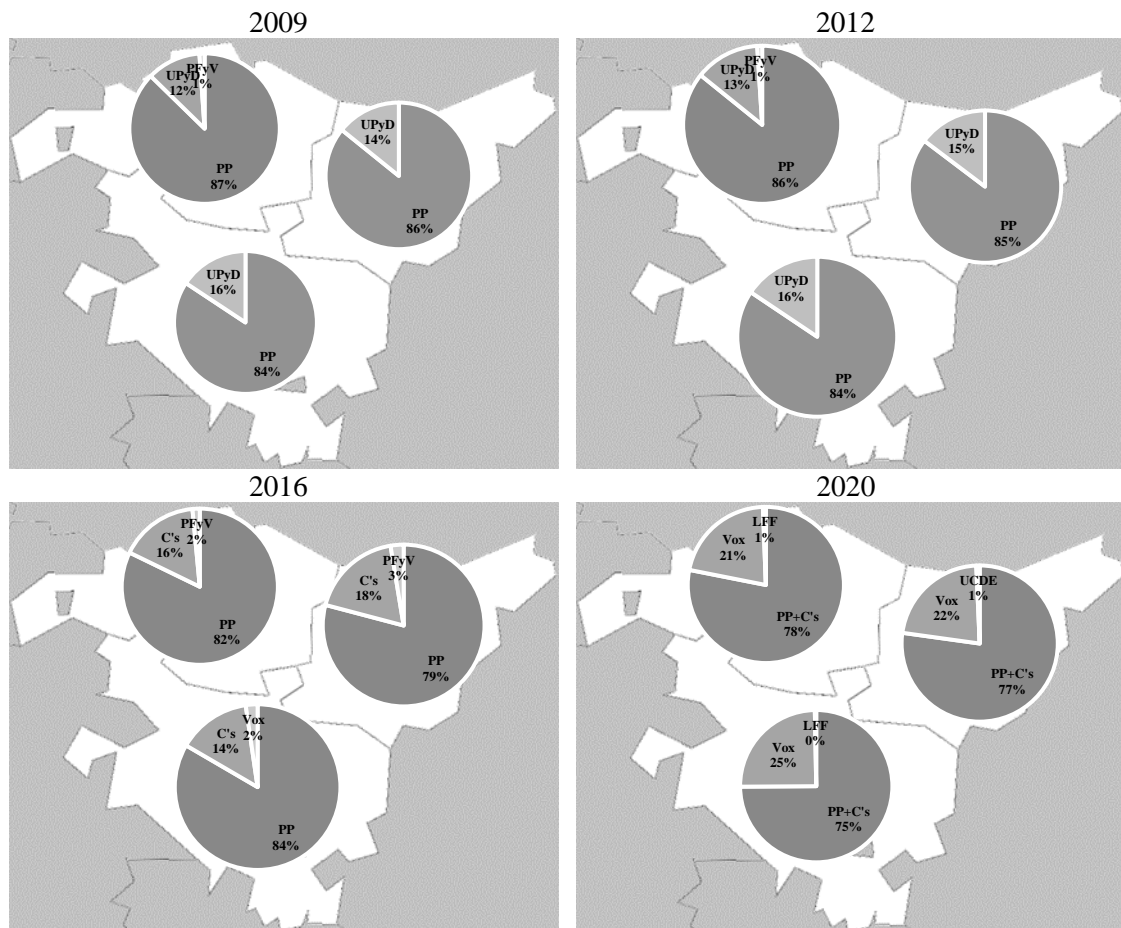 2009
PFyV
1%
UPyD
12%
PP
87%
UPyD
14%
PP
86%
UPyD
16%
PP
84%
2012
PFyV
1%
UPyD
13%
PP
86%
UPyD
15%
PP
85%
UPyD
16%
PP
84%
2016
PFyV
2%
C's
16%
PP
82%
PFyV
3%
C's
18%
PP
79%
Vox
2%
C's
14%
PP
84%
2020
LFF
1%
Vox
21%
PP+C's
78%
UCDE
1%
Vox
22%
PP+C's
77%
LFF
0%
Vox
25%
PP+C's
75%